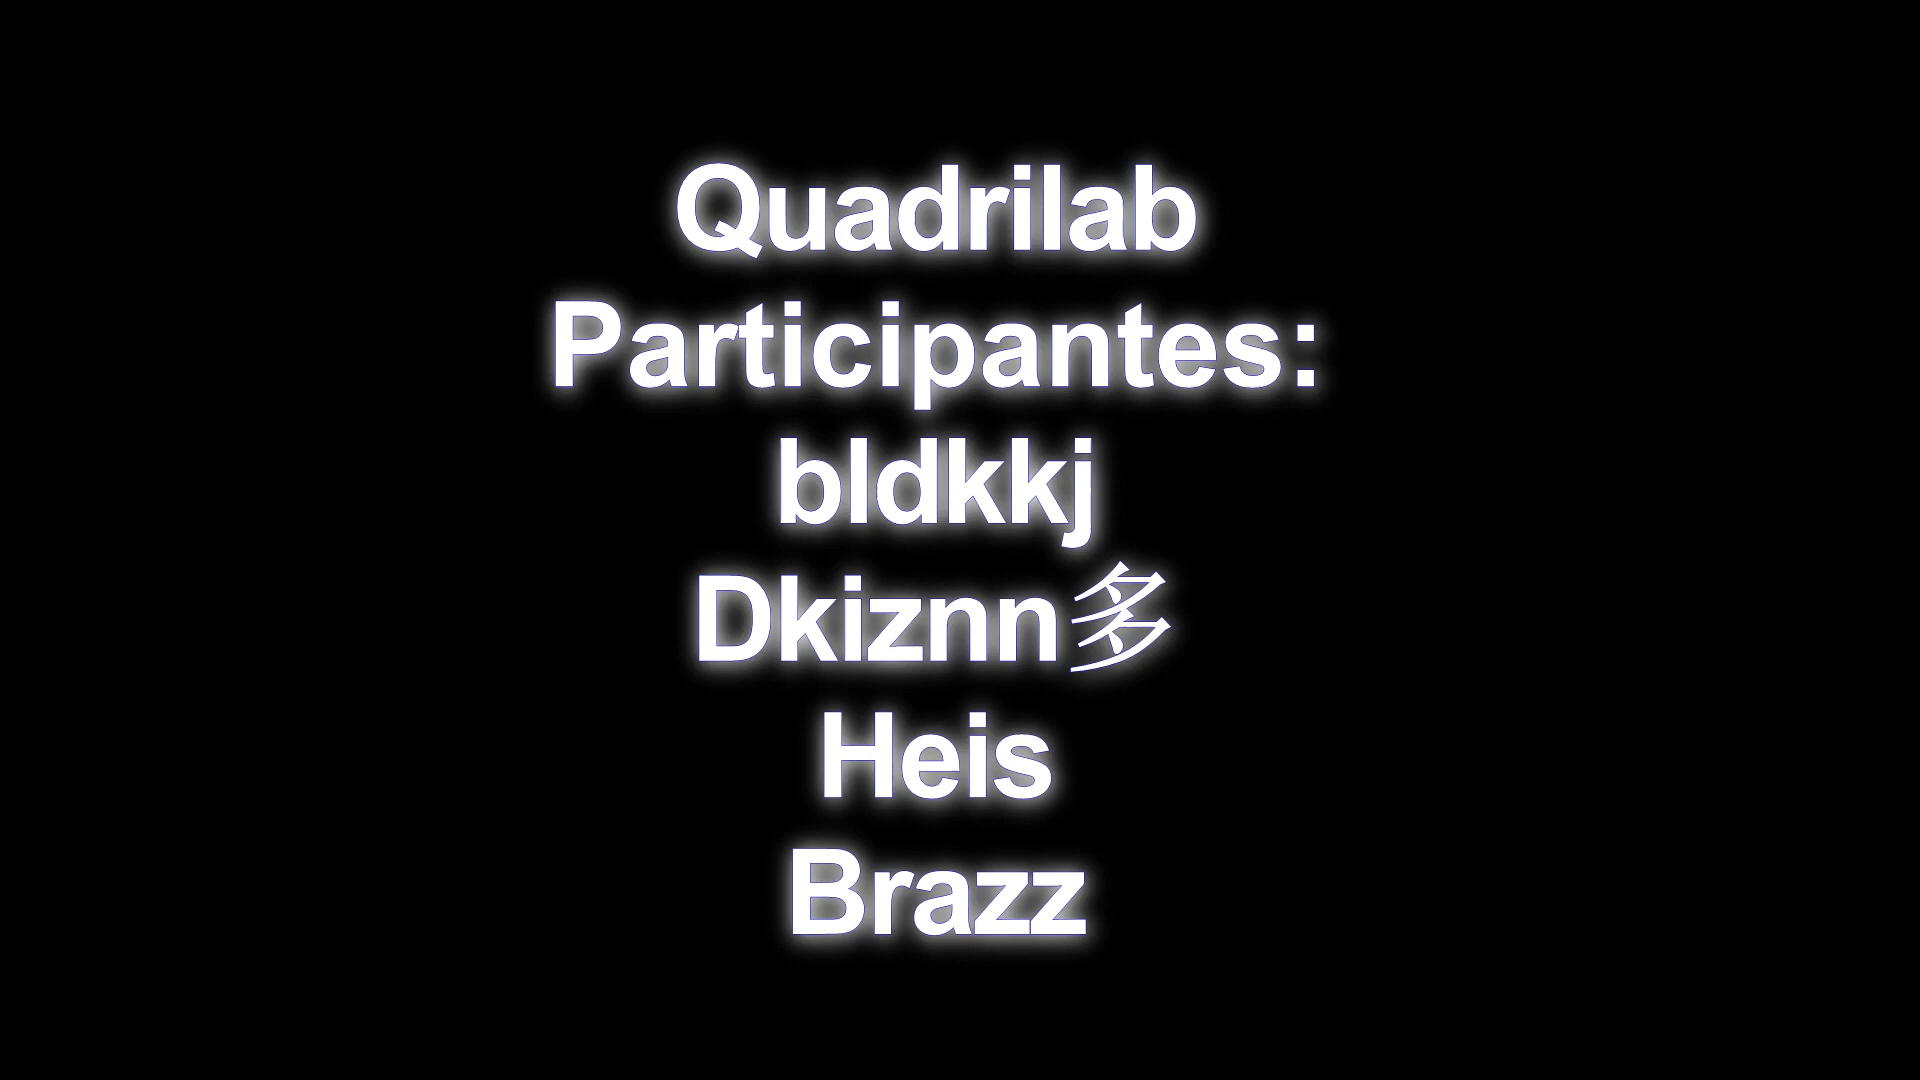 Quadrilab
Participantes:
bldkkj
Dkiznn多
Heis
Brazz